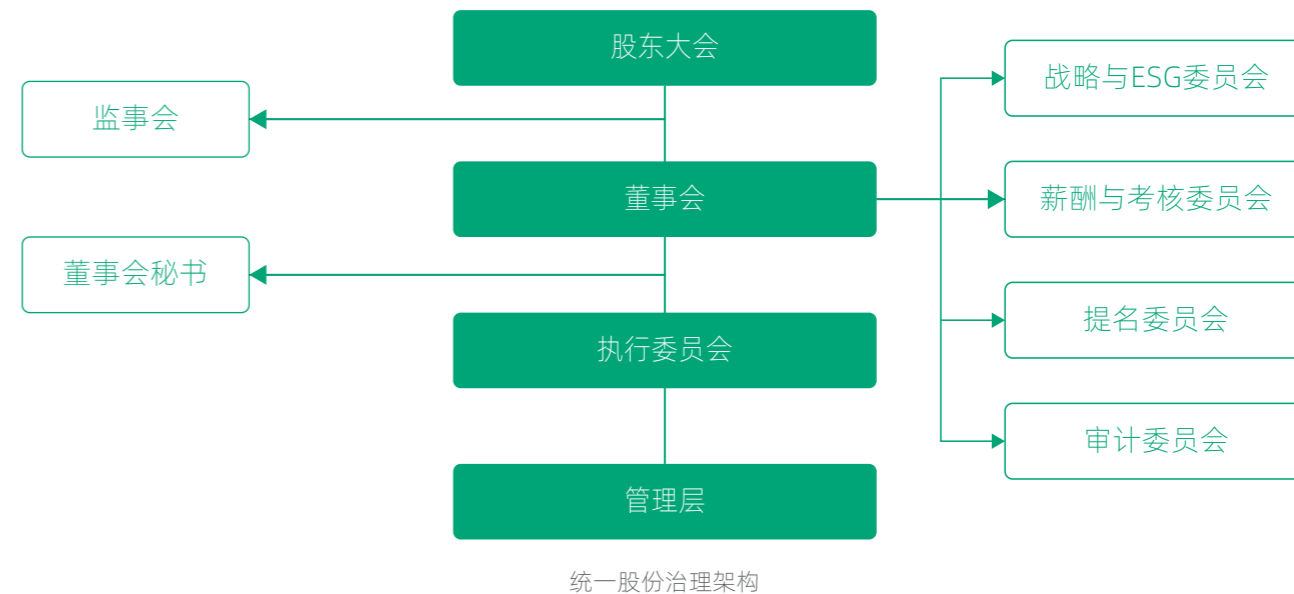 股东大会
战略与ESG委员会
监事会
董事会
薪酬与考核委员会
董事会秘书
提名委员会
执行委员会
审计委员会
管理层
统一股份治理架构